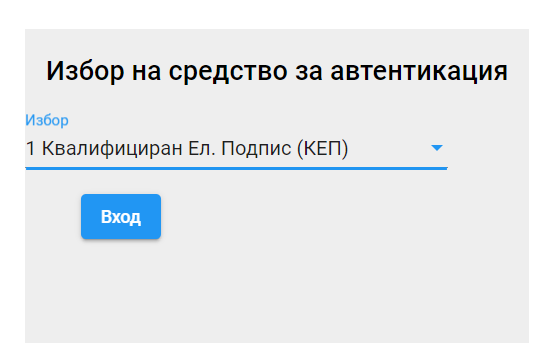 Избор на средство за автентикация
Избор
1 Квалифициран Ел. Подпис (КЕП)
Вход